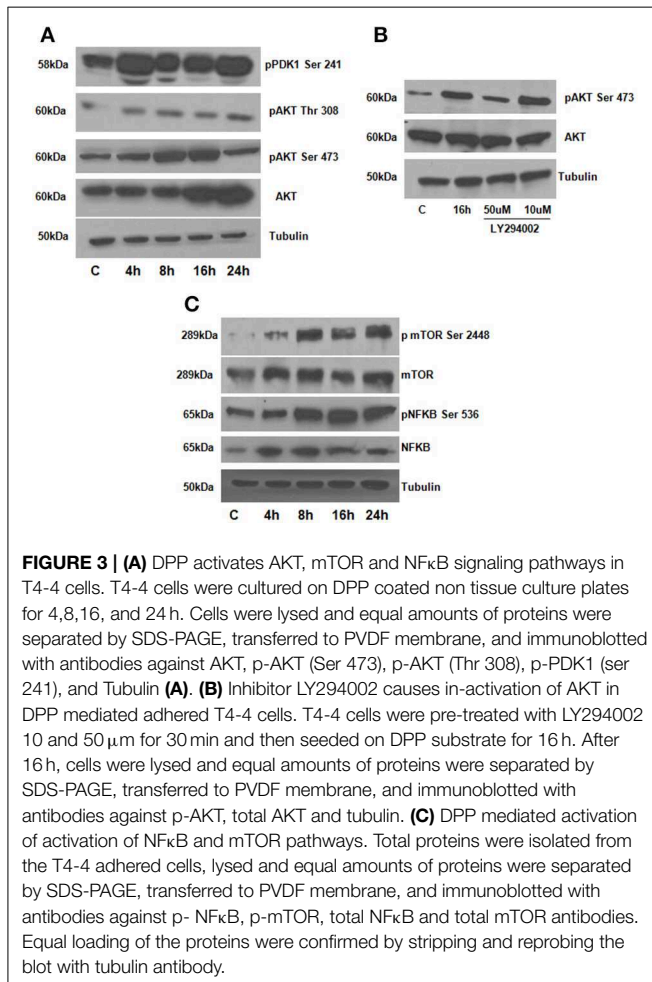 A
58kDa
pPDK1 Ser 241
60kDa
pAKT Thr 308
60kDa
pAKT Ser 473
60kDa
AKT
50kDa
Tubulin
C 4h 8h 16h 24h
B
60kDa
pAKT Ser 473
60kDa
AKT
50kDa
Tubulin
C 16h 50uM 10uM
LY294002
C
289kDa
p mTOR Ser 2448
289kDa
mTOR
65kDa
pNFKB Ser 536
65kDa
NFKB
50kDa
Tubulin
C 4h 8h 16h 24h
FIGURE 3 | (A) DPP activates AKT, mTOR and NFκB signaling pathways in
T4-4 cells. T4-4 cells were cultured on DPP coated non tissue culture plates
for 4,8,16, and 24 h. Cells were lysed and equal amounts of proteins were
separated by SDS-PAGE, transferred to PVDF membrane, and immunoblotted
with antibodies against AKT, p-AKT (Ser 473), p-AKT (Thr 308), p-PDK1 (ser
241), and Tubulin (A). (B) Inhibitor LY294002 causes in-activation of AKT in
DPP mediated adhered T4-4 cells. T4-4 cells were pre-treated with LY294002
10 and 50 μm for 30 min and then seeded on DPP substrate for 16 h. After
16 h, cells were lysed and equal amounts of proteins were separated by
SDS-PAGE, transferred to PVDF membrane, and immunoblotted with
antibodies against p-AKT, total AKT and tubulin. (C) DPP mediated activation
of activation of NFκB and mTOR pathways. Total proteins were isolated from
the T4-4 adhered cells, lysed and equal amounts of proteins were separated
by SDS-PAGE, transferred to PVDF membrane, and immunoblotted with
antibodies against p- NFκB, p-mTOR, total NFκB and total mTOR antibodies.
Equal loading of the proteins were confirmed by stripping and reprobing the
blot with tubulin antibody.